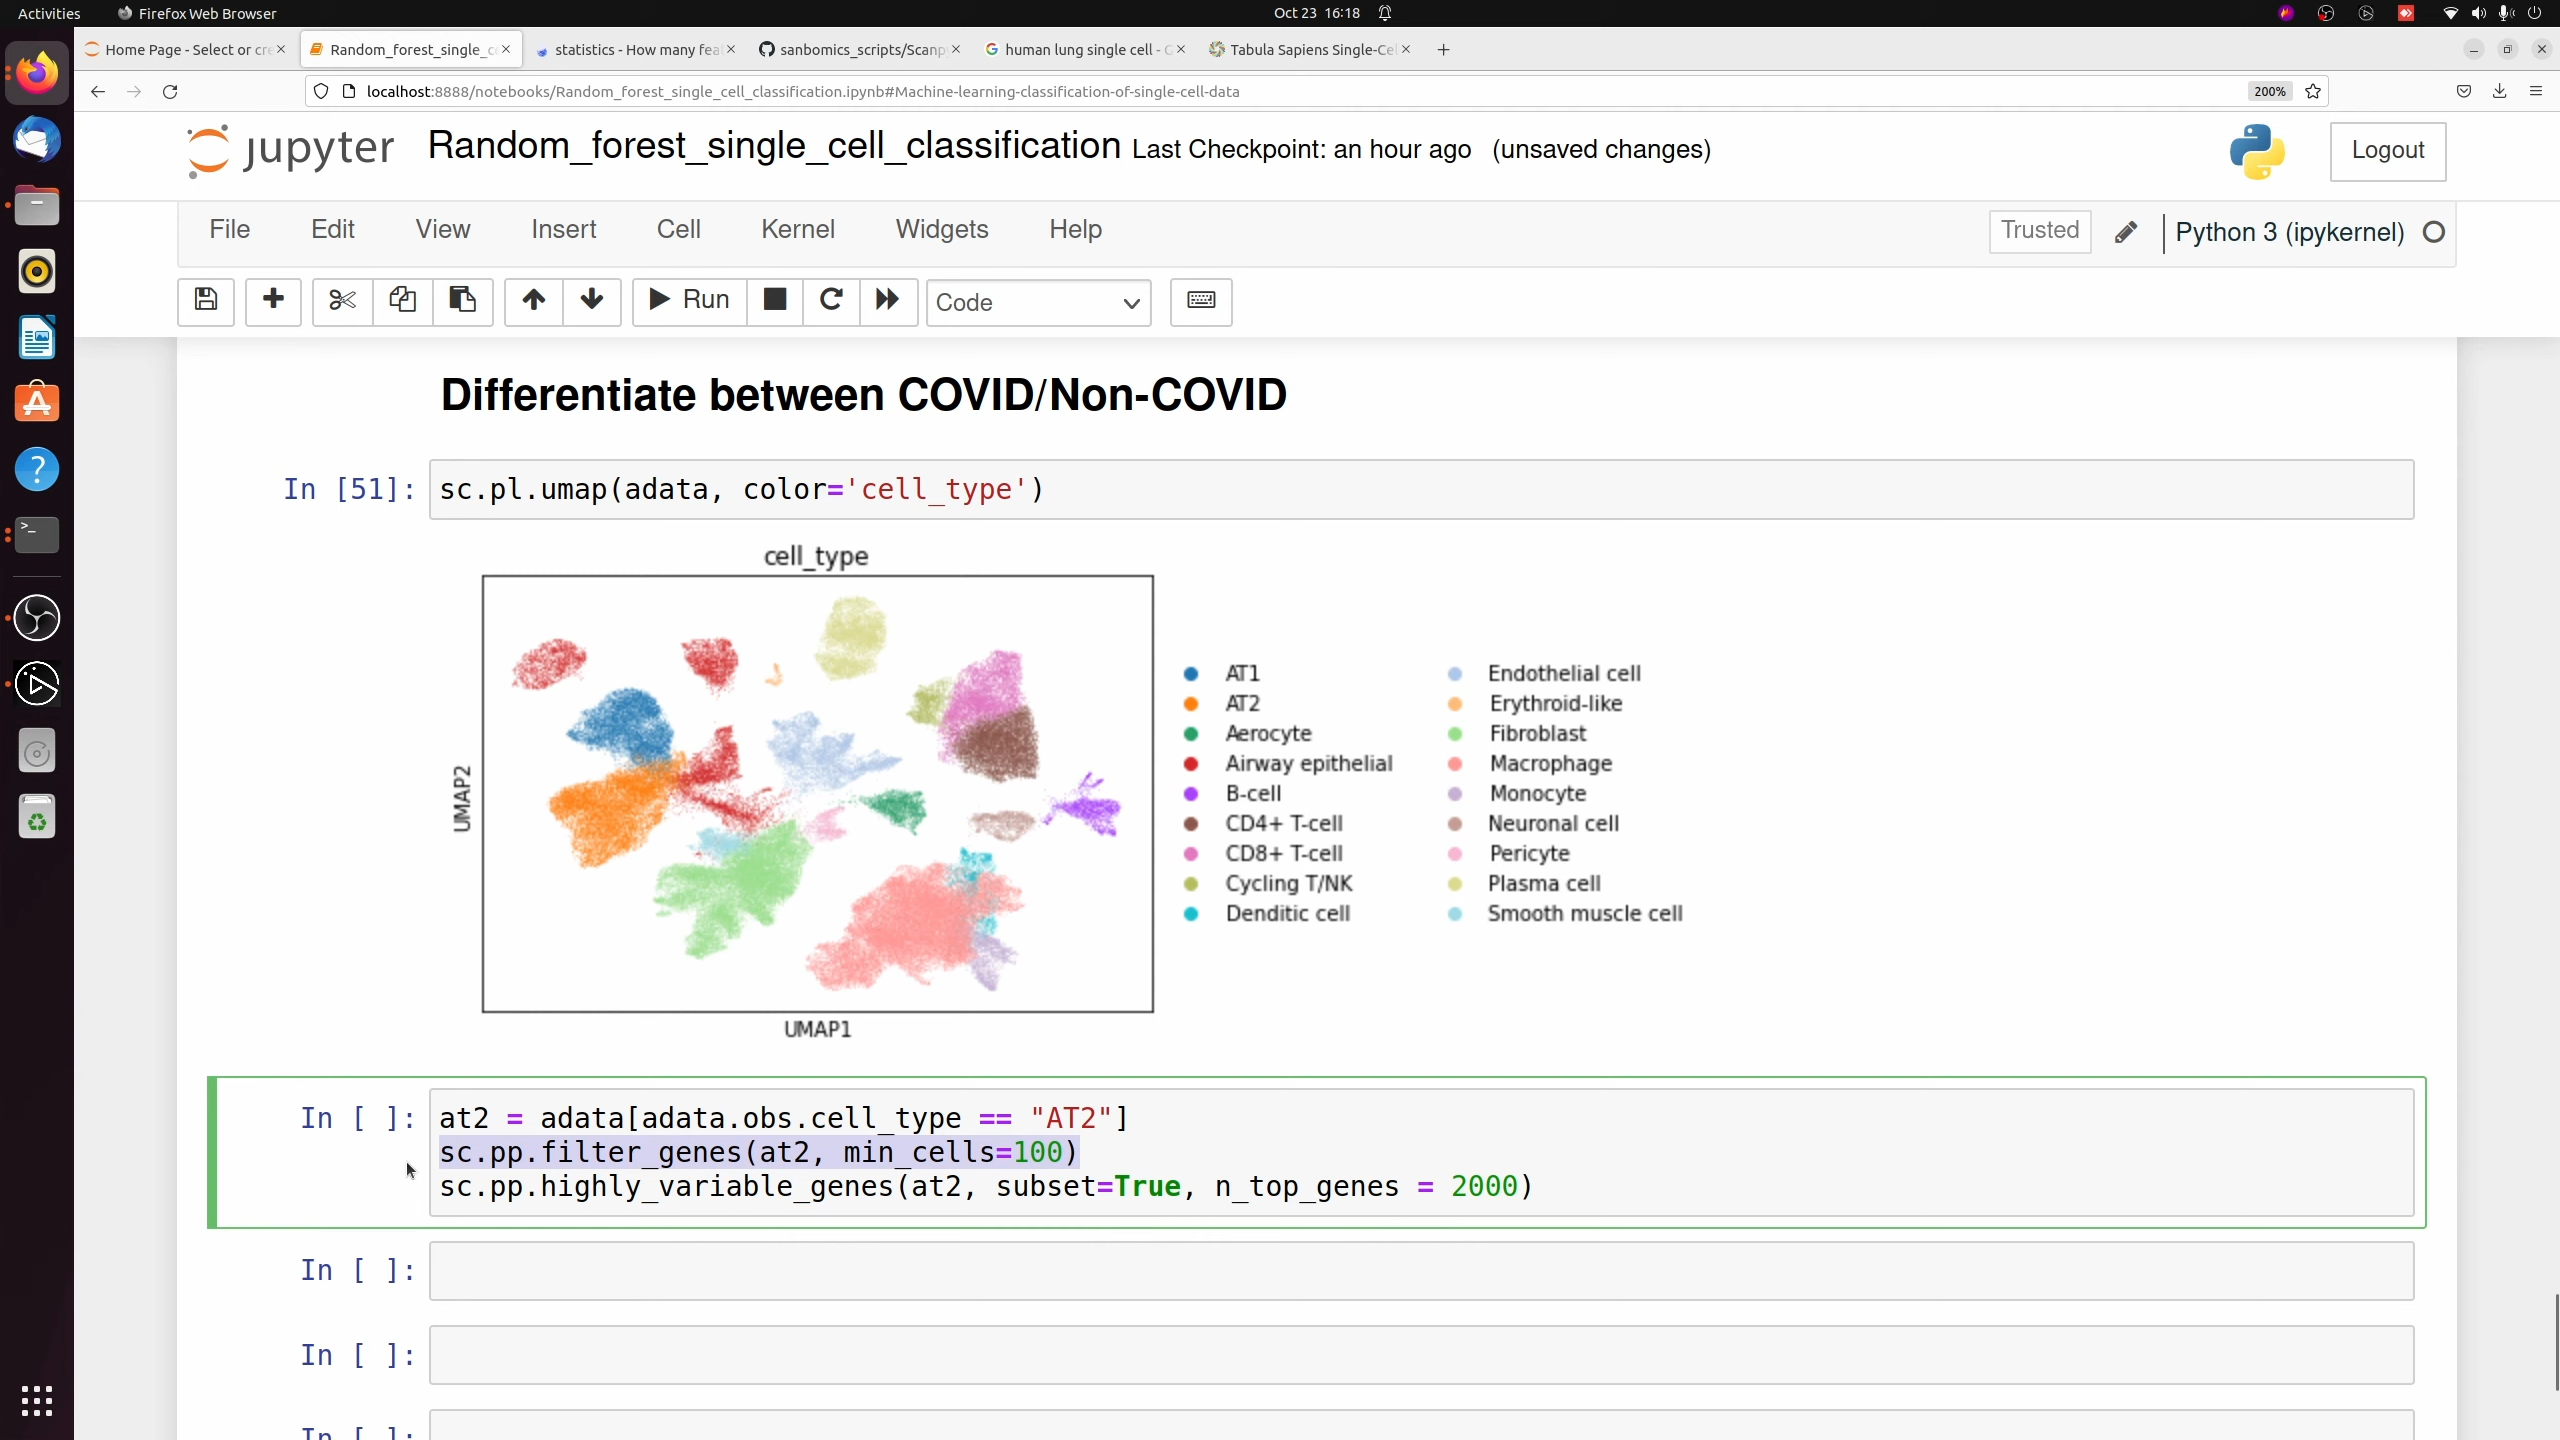 Activities Firefox Web Browser Oct 23 16:18
Home Page - Select or cre Random_forest_single_ce statistics - How many fea sanbomics_scripts/Scanp human lung single cell - G Tabula Sapiens Single-Cel
localhost:8888/notebooks/Random_forest_single_cell_classification.ipynb#Machine-learning-classification-of-single-cell-data 200%
jupyter Random_forest_single_cell_classification Last Checkpoint: an hour ago (unsaved changes) Logout
File Edit View Insert Cell Kernel Widgets Help Trusted Python 3 (ipykernel)
Run Code
Differentiate between COVID/Non-COVID
In [51]: sc.pl.umap(adata, color='cell_type')
cell_type
UMAP2
UMAP1
AT1
AT2
Aerocyte
Airway epithelial
B-cell
CD4+ T-cell
CD8+ T-cell
Cycling T/NK
Denditic cell
Endothelial cell
Erythroid-like
Fibroblast
Macrophage
Monocyte
Neuronal cell
Pericyte
Plasma cell
Smooth muscle cell
In [ ]: at2 = adata[adata.obs.cell_type == "AT2"]
sc.pp.filter_genes(at2, min_cells=100)
sc.pp.highly_variable_genes(at2, subset=True, n_top_genes = 2000)
In [ ]:
In [ ]:
In [ ]: